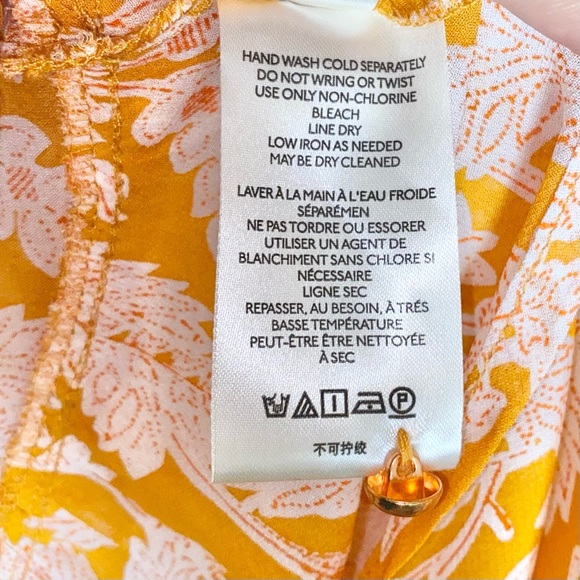 HAND WASH COLD SEPARATELY
DO NOT WRING OR TWIST
USE ONLY NON-CHLORINE
BLEACH
LINE DRY
LOW IRON AS NEEDED
MAY BE DRY CLEANED
LAVER À LA MAIN À L'EAU FROIDE
SÉPARÉMEN
NE PAS TORDRE OU ESSORER
UTILISER UN AGENT DE
BLANCHIMENT SANS CHLORE SI
NÉCESSAIRE
LIGNE SEC
REPASSER, AU BESOIN, À TRÉS
BASSE TEMPÉRATURE
PEUT-ÊTRE ÊTRE NETTOYÉE
À SEC
P
不可拧绞